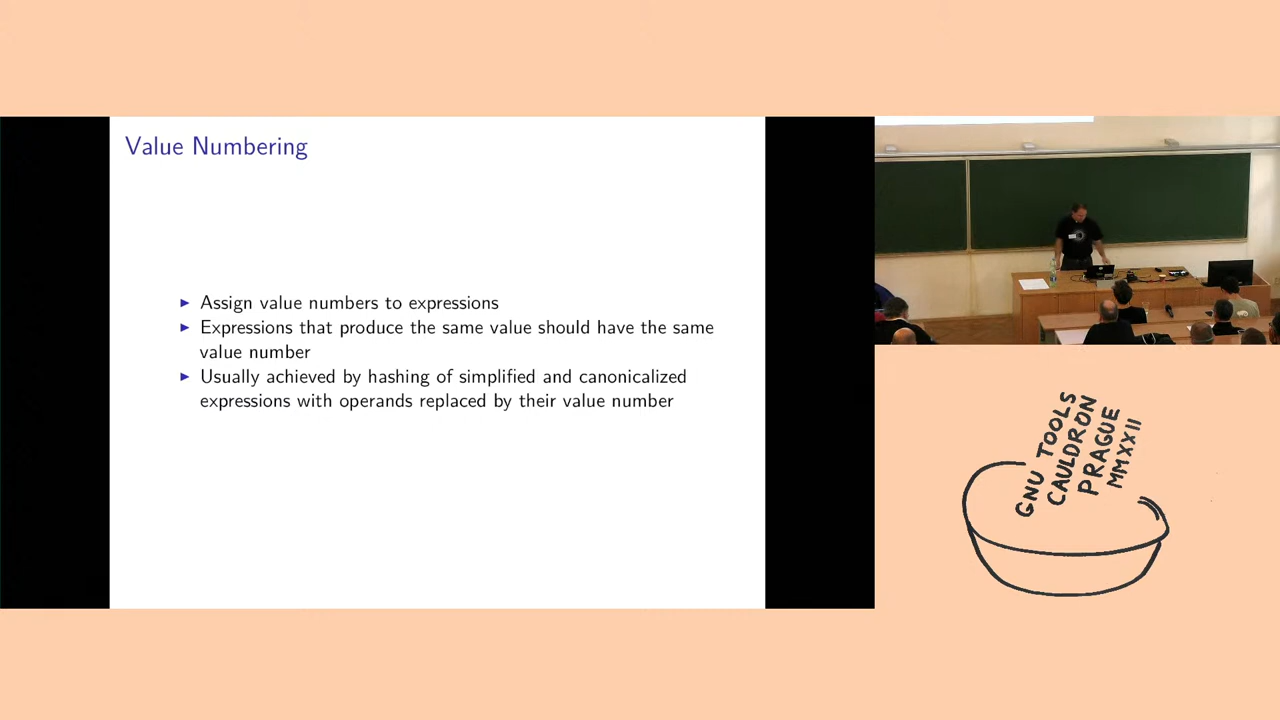 Value Numbering
Assign value numbers to expressions
Expressions that produce the same value should have the same
value number
Usually achieved by hashing of simplified and canonicalized
expressions with operands replaced by their value number
GNU TOOLS
CAULDRON
PRAGUE
MMXXII